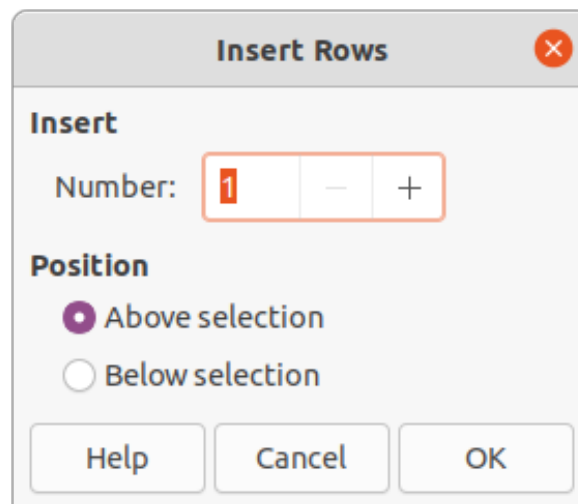 Insert Rows
Insert
Number: 1
Position
Above selection
Below selection
Help Cancel OK